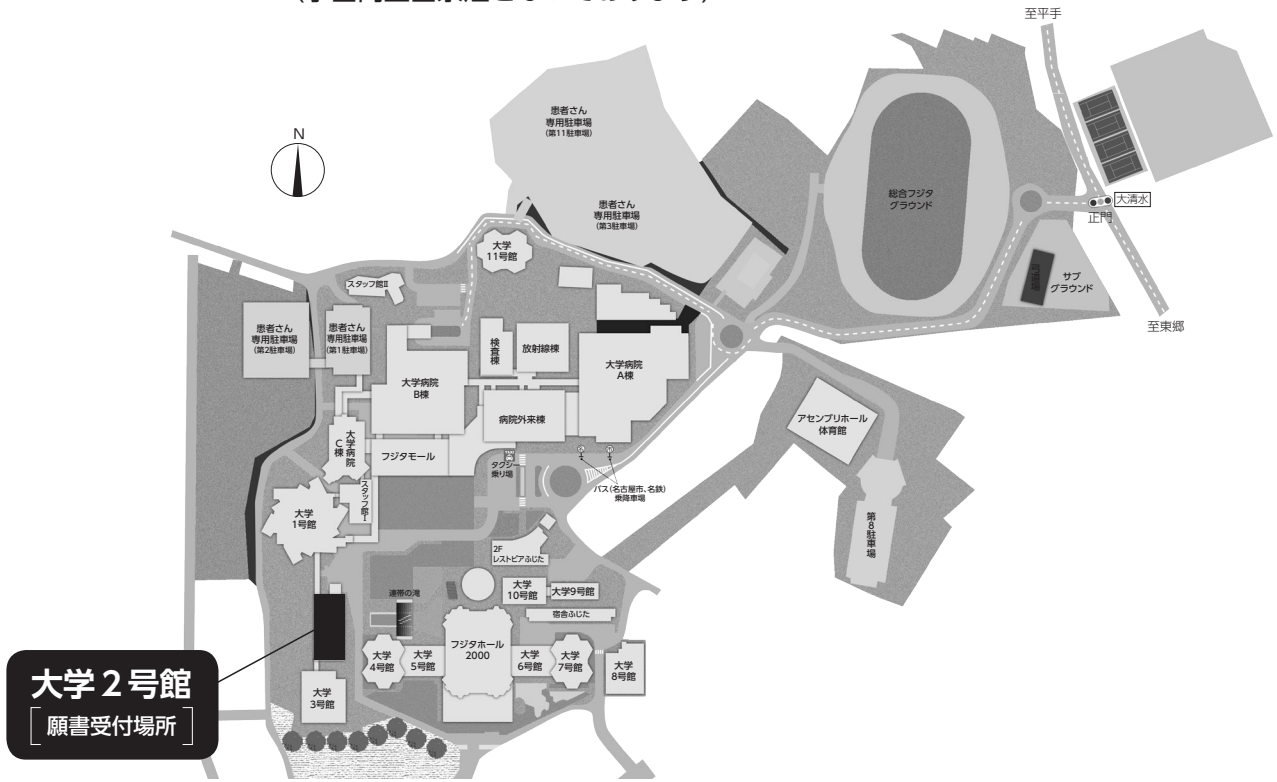 至平手
N
患者さん
専用駐車場
(第11駐車場)
患者さん
専用駐車場
(第3駐車場)
総合フジタ
グラウンド
大清水
正門
サブ
グラウンド
至東郷
大学
11号館
スタッフ館Ⅱ
患者さん
専用駐車場
(第2駐車場)
患者さん
専用駐車場
(第1駐車場)
検査棟
放射線棟
大学病院
A棟
大学病院
B棟
病院外来棟
アセンブリホール
体育館
大学病院
C棟
フジタモール
タクシー
乗り場
バス(名古屋市、名鉄)
乗降車場
スタッフ館Ⅰ
大学
1号館
第8駐車場
2F
レストピアふじた
大学
10号館
大学9号館
連帯の滝
宿舎ふじた
フジタホール
2000
大学
4号館
大学
5号館
大学
6号館
大学
7号館
大学
8号館
大学
3号館
大学2号館
願書受付場所